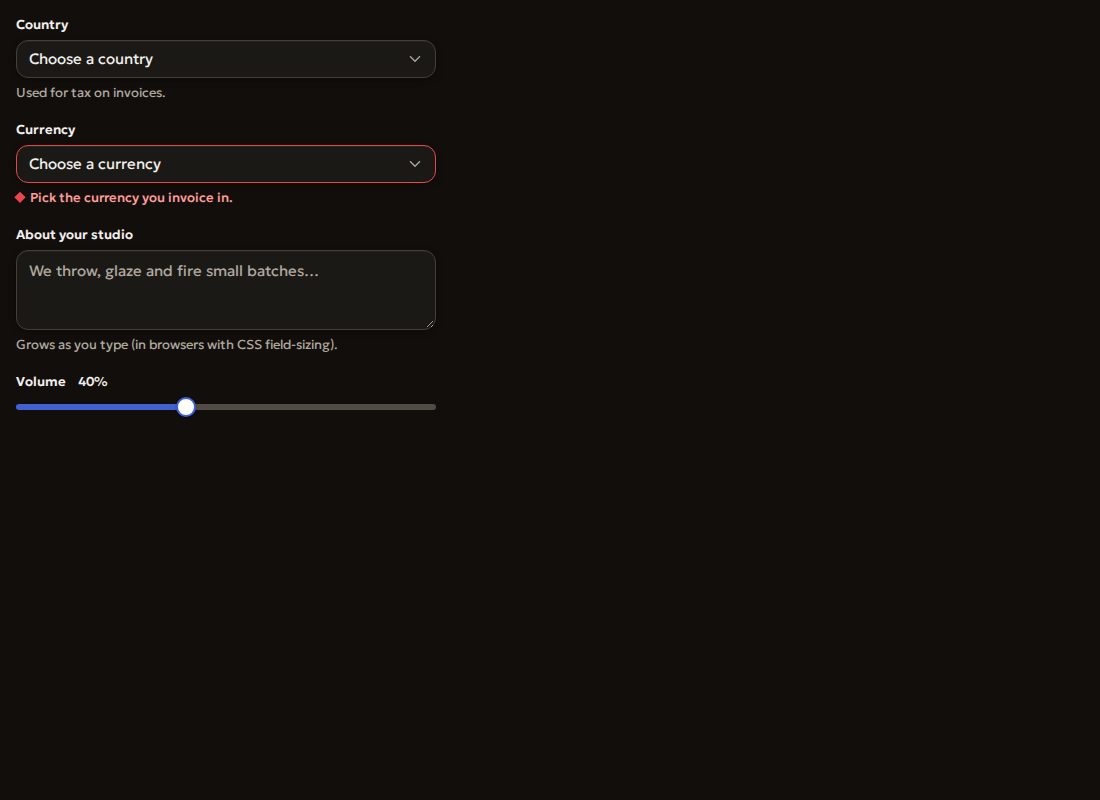 Country
Choose a country
Used for tax on invoices.
Currency
Choose a currency
Pick the currency you invoice in.
About your studio
We throw, glaze and fire small batches…
Grows as you type (in browsers with CSS field-sizing).
Volume 40%